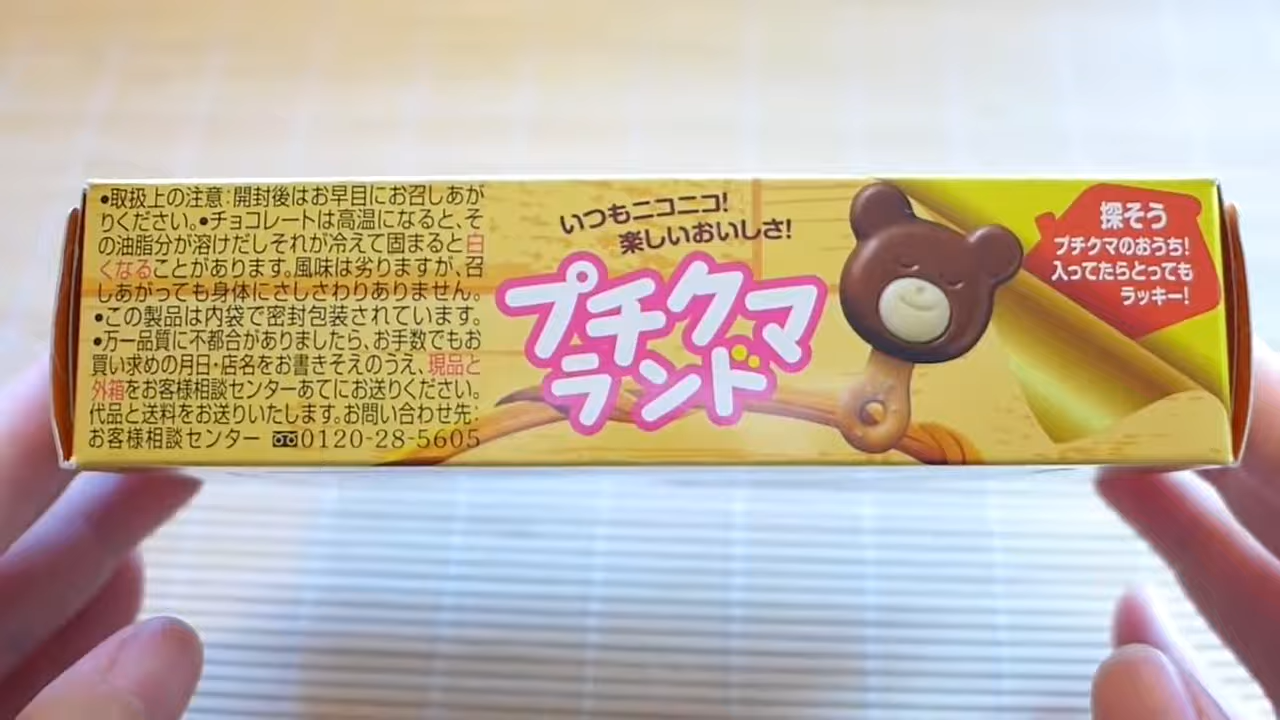 •取扱上の注意:開封後はお早目にお召しあが
りください。•チョコレートは高温になると、そ
の油脂分が溶けだしそれが冷えて固まると白
くなることがあります。風味は劣りますが、召
しあがっても身体にさしさわりありません。
•この製品は内袋で密封包装されています。
•万一品質に不都合がありましたら、お手数でもお
買い求めの月日・店名をお書きそえのうえ、現品と
外箱をお客様相談センターあてにお送りください。
代品と送料をお送りいたします。お問い合わせ先:
お客様相談センター 0120-28-5605
いつもニコニコ!
楽しいおいしさ!
プチクマ
ランド
探そう
プチクマのおうち!
入ってたらとっても
ラッキー!